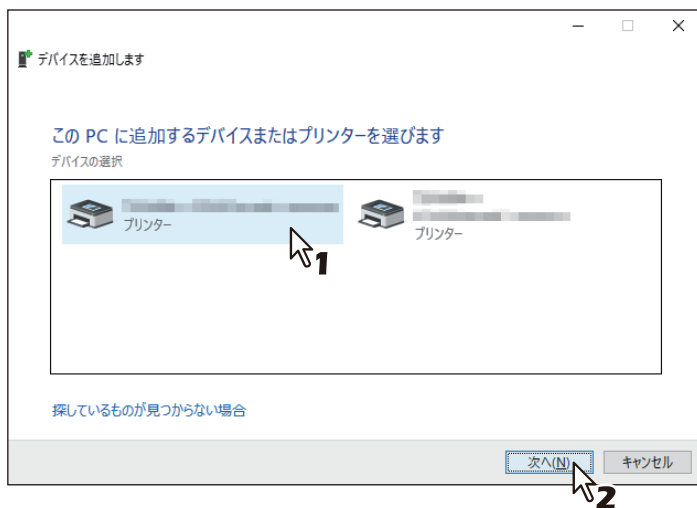 デバイスを追加します
この PC に追加するデバイスまたはプリンターを選びます
デバイスの選択
プリンター
プリンター
1
探しているものが見つからない場合
次へ(N)
キャンセル
2